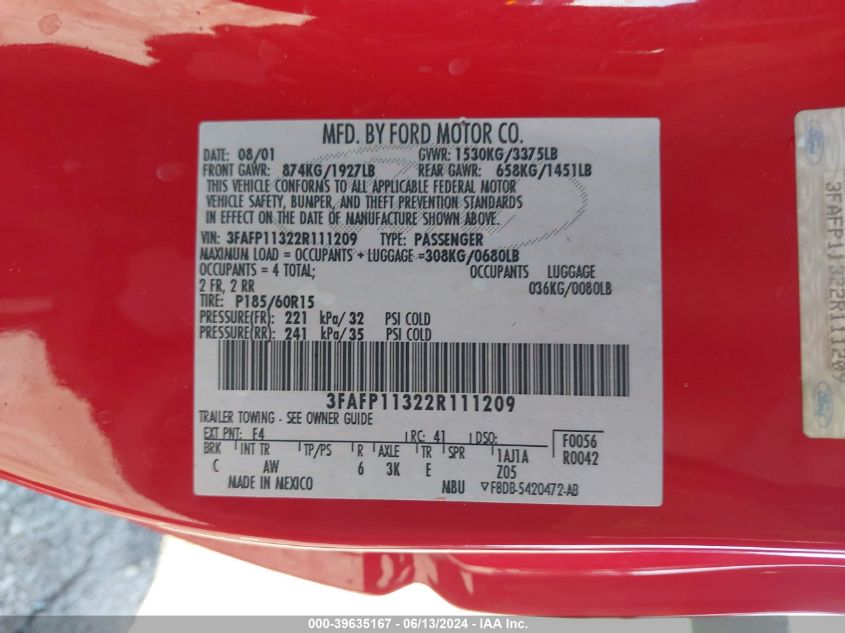 MFD. BY FORD MOTOR CO.
DATE: 08/01 GVWR: 1530KG/3375LB
FRONT GAWR: 874KG/1927LB REAR GAWR: 658KG/1451LB
THIS VEHICLE CONFORMS TO ALL APPLICABLE FEDERAL MOTOR
VEHICLE SAFETY, BUMPER, AND THEFT PREVENTION STANDARDS
IN EFFECT ON THE DATE OF MANUFACTURE SHOWN ABOVE.
VIN: 3FAFP11322R111209 TYPE: PASSENGER
MAXIMUM LOAD = OCCUPANTS + LUGGAGE =308KG/0680LB
OCCUPANTS = 4 TOTAL; OCCUPANTS LUGGAGE
2 FR, 2 RR 036KG/0080LB
TIRE: P185/60R15
PRESSURE(FR): 221 kPa/ 32 PSI COLD
PRESSURE(RR): 241 kPa/ 35 PSI COLD
3FAFP11322R111209
TRAILER TOWING - SEE OWNER GUIDE
EXT PNT: E4 RC: 41 DSO: F0056
BRK INT TR TP/PS R AXLE TR SPR 1AJ1A R0042
C AW 6 3K E Z05
MADE IN MEXICO MBU F8DB-5420472-AB
Ford
3FAFP11322R111209
Ford
000-39635167 - 06/13/2024 - IAA, Inc.